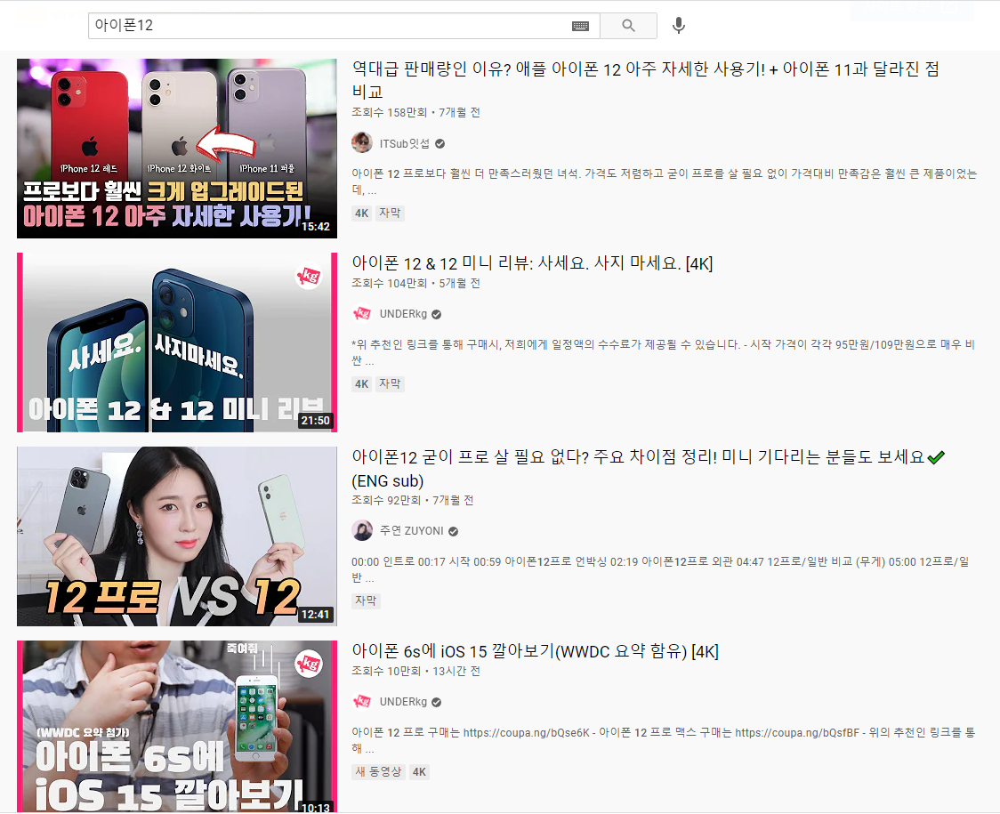 아이폰12
iPhone 12 레드
iPhone 12 화이트
iPhone 11 퍼플
프로보다 훨씬 크게 업그레이드된
아이폰 12 아주 자세한 사용기!
15:42
역대급 판매량인 이유? 애플 아이폰 12 아주 자세한 사용기! + 아이폰 11과 달라진 점
비교
조회수 158만회 • 7개월 전
ITSub잇섭
아이폰 12 프로보다 훨씬 더 만족스러웠던 녀석. 가격도 저렴하고 굳이 프로를 살 필요 없이 가격대비 만족감은 훨씬 큰 제품이었는
데, ...
4K 자막
kg
사세요.
사지마세요.
아이폰 12 & 12 미니 리뷰
21:50
아이폰 12 & 12 미니 리뷰: 사세요. 사지 마세요. [4K]
조회수 104만회 • 5개월 전
kg
UNDERkg
*위 추천인 링크를 통해 구매시, 저희에게 일정액의 수수료가 제공될 수 있습니다. - 시작 가격이 각각 95만원/109만원으로 매우 비
싼 ...
4K 자막
12 프로 VS 12
12:41
아이폰12 굳이 프로 살 필요 없다? 주요 차이점 정리! 미니 기다리는 분들도 보세요✔
(ENG sub)
조회수 92만회 • 7개월 전
주연 ZUYONI
00:00 인트로 00:17 시작 00:59 아이폰12프로 언박싱 02:19 아이폰12프로 외관 04:47 12프로/일반 비교 (무게) 05:00 12프로/일
반 ...
자막
죽여줘
kg
(WWDC 요약 첨가)
아이폰 6S에
iOS 15 깔아보기
10:13
아이폰 6s에 iOS 15 깔아보기(WWDC 요약 함유) [4K]
조회수 10만회 • 13시간 전
kg
UNDERkg
아이폰 12 프로 구매는 https://coupa.ng/bQse6K - 아이폰 12 프로 맥스 구매는 https://coupa.ng/bQsfBF - 위의 추천인 링크를 통
해 ...
새 동영상 4K